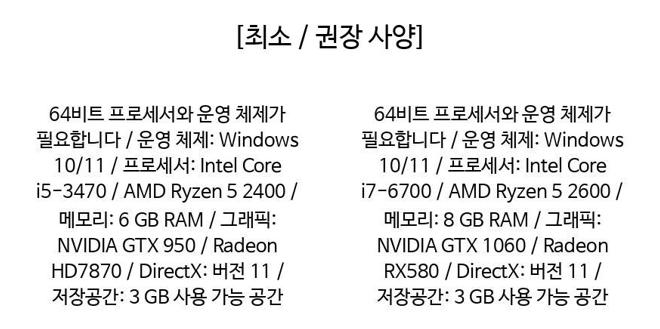 [최소 / 권장 사양]
64비트 프로세서와 운영 체제가
필요합니다 / 운영 체제: Windows
10/11 / 프로세서: Intel Core
i5-3470 / AMD Ryzen 5 2400 /
메모리: 6 GB RAM / 그래픽:
NVIDIA GTX 950 / Radeon
HD7870 / DirectX: 버전 11 /
저장공간: 3 GB 사용 가능 공간
64비트 프로세서와 운영 체제가
필요합니다 / 운영 체제: Windows
10/11 / 프로세서: Intel Core
i7-6700 / AMD Ryzen 5 2600 /
메모리: 8 GB RAM / 그래픽:
NVIDIA GTX 1060 / Radeon
RX580 / DirectX: 버전 11 /
저장공간: 3 GB 사용 가능 공간